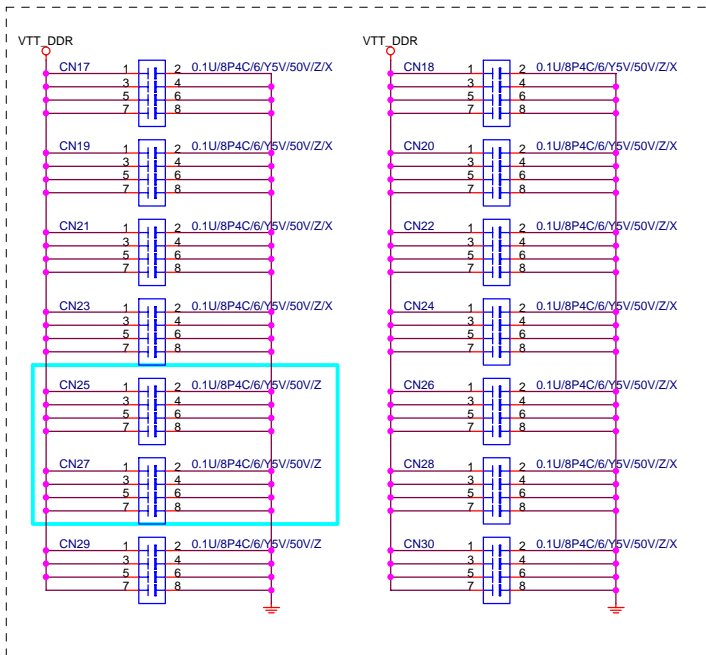 VTT_DDR
CN17 1 2 0.1U/8P4C/6/Y5V/50V/Z/X
3 4
5 6
7 8
CN19 1 2 0.1U/8P4C/6/Y5V/50V/Z/X
3 4
5 6
7 8
CN21 1 2 0.1U/8P4C/6/Y5V/50V/Z/X
3 4
5 6
7 8
CN23 1 2 0.1U/8P4C/6/Y5V/50V/Z/X
3 4
5 6
7 8
CN25 1 2 0.1U/8P4C/6/Y5V/50V/Z
3 4
5 6
7 8
CN27 1 2 0.1U/8P4C/6/Y5V/50V/Z
3 4
5 6
7 8
CN29 1 2 0.1U/8P4C/6/Y5V/50V/Z
3 4
5 6
7 8
VTT_DDR
CN18 1 2 0.1U/8P4C/6/Y5V/50V/Z/X
3 4
5 6
7 8
CN20 1 2 0.1U/8P4C/6/Y5V/50V/Z/X
3 4
5 6
7 8
CN22 1 2 0.1U/8P4C/6/Y5V/50V/Z/X
3 4
5 6
7 8
CN24 1 2 0.1U/8P4C/6/Y5V/50V/Z/X
3 4
5 6
7 8
CN26 1 2 0.1U/8P4C/6/Y5V/50V/Z/X
3 4
5 6
7 8
CN28 1 2 0.1U/8P4C/6/Y5V/50V/Z/X
3 4
5 6
7 8
CN30 1 2 0.1U/8P4C/6/Y5V/50V/Z/X
3 4
5 6
7 8